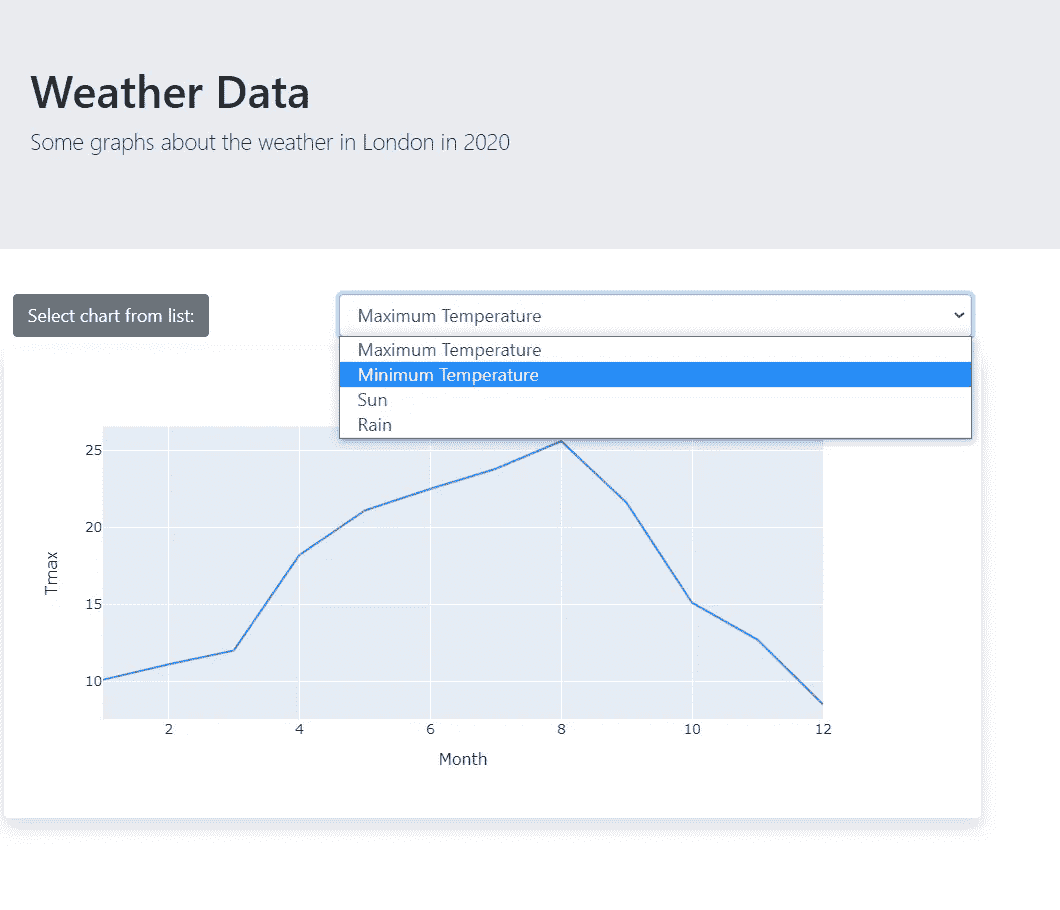 Weather Data
Some graphs about the weather in London in 2020
Select chart from list:
Maximum Temperature
Maximum Temperature
Minimum Temperature
Sun
Rain
25
20
15
10
Tmax
2 4 6 8 10 12
Month